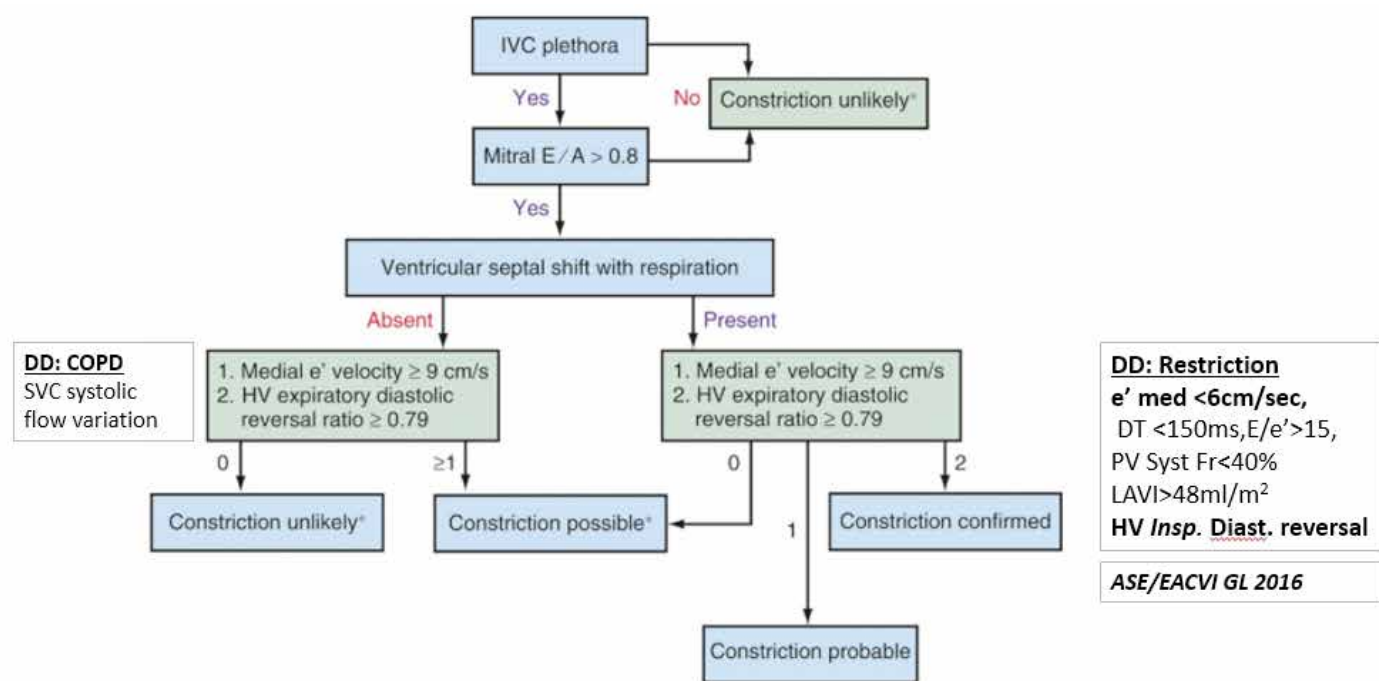 IVC plethora
Yes
No
Constriction unlikely*
Mitral E/A > 0.8
Yes
Ventricular septal shift with respiration
Absent
Present
DD: COPD
SVC systolic
flow variation
1. Medial e' velocity ≥ 9 cm/s
2. HV expiratory diastolic
reversal ratio ≥ 0.79
1. Medial e' velocity ≥ 9 cm/s
2. HV expiratory diastolic
reversal ratio ≥ 0.79
DD: Restriction
e' med <6cm/sec,
DT <150ms,E/e'>15,
PV Syst Fr<40%
LAVI>48ml/m²
HV Insp. Diast. reversal
0
≥1
0
1
2
Constriction unlikely*
Constriction possible*
Constriction confirmed
ASE/EACVI GL 2016
Constriction probable